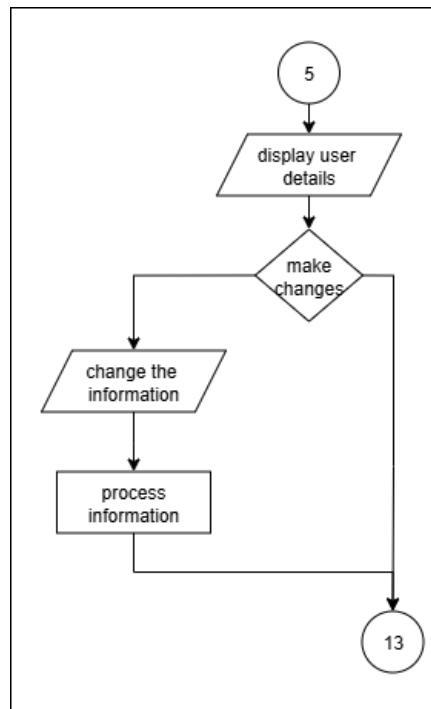 5
display user
details
make
changes
change the
information
process
information
13